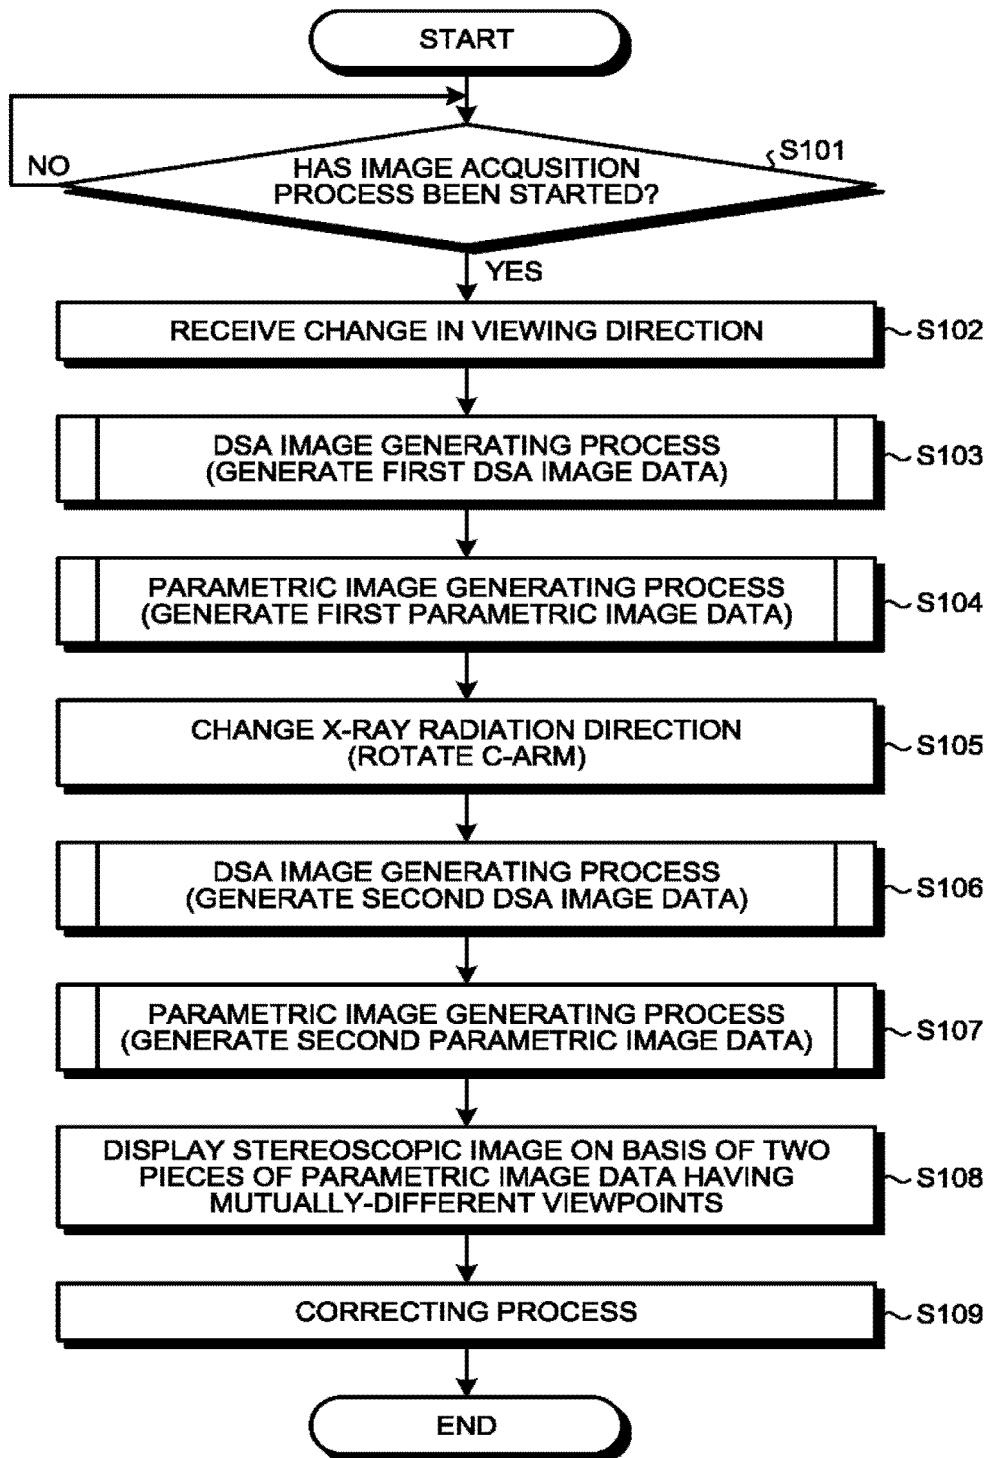 START
NO
HAS IMAGE ACQUSITION
PROCESS BEEN STARTED?
S101
YES
RECEIVE CHANGE IN VIEWING DIRECTION
S102
DSA IMAGE GENERATING PROCESS
(GENERATE FIRST DSA IMAGE DATA)
S103
PARAMETRIC IMAGE GENERATING PROCESS
(GENERATE FIRST PARAMETRIC IMAGE DATA)
S104
CHANGE X-RAY RADIATION DIRECTION
(ROTATE C-ARM)
S105
DSA IMAGE GENERATING PROCESS
(GENERATE SECOND DSA IMAGE DATA)
S106
PARAMETRIC IMAGE GENERATING PROCESS
(GENERATE SECOND PARAMETRIC IMAGE DATA)
S107
DISPLAY STEREOSCOPIC IMAGE ON BASIS OF TWO
PIECES OF PARAMETRIC IMAGE DATA HAVING
MUTUALLY-DIFFERENT VIEWPOINTS
S108
CORRECTING PROCESS
S109
END